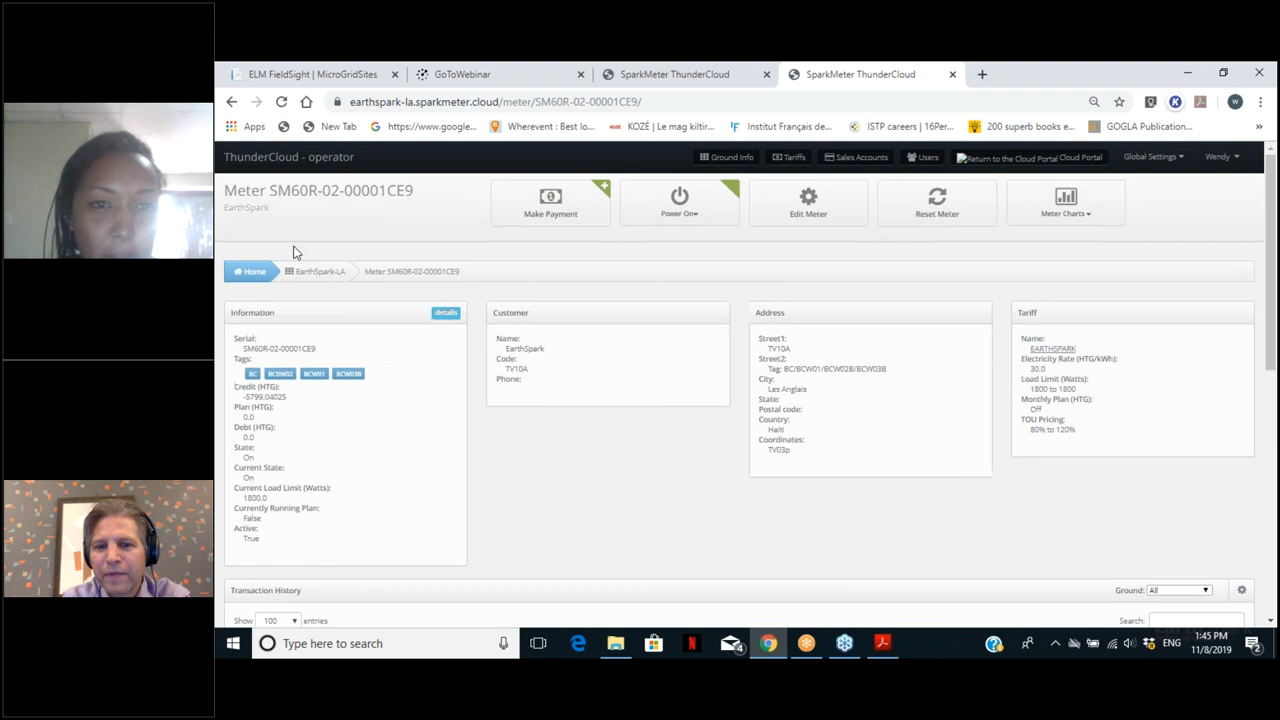 ELM FieldSight | MicroGridSites
GoToWebinar
SparkMeter ThunderCloud
SparkMeter ThunderCloud
earthspark-la.sparkmeter.cloud/meter/SM60R-02-00001CE9/
Apps
New Tab
https://www.google...
Wherevent : Best lo...
KOZÉ | Le mag kiltir...
Institut Français de...
ISTP careers | 16Per...
200 superb books e...
GOGLA Publication...
ThunderCloud - operator
Ground Info
Tariffs
Sales Accounts
Users
Return to the Cloud Portal Cloud Portal
Global Settings
Wendy
Meter SM60R-02-00001CE9
EarthSpark
Make Payment
Power On
Edit Meter
Reset Meter
Meter Charts
Home
EarthSpark-LA
Meter SM60R-02-00001CE9
Information
details
Serial:
SM60R-02-00001CE9
Tags:
BC
BCBW02
BCW01
BCW03B
Credit (HTG):
-5799.04025
Plan (HTG):
0.0
Debt (HTG):
0.0
State:
On
Current State:
On
Current Load Limit (Watts):
1800.0
Currently Running Plan:
False
Active:
True
Customer
Name:
EarthSpark
Code:
TV10A
Phone:
Address
Street1:
TV10A
Street2:
Tag: BC/BCW01/BCW02B/BCW03B
City:
Les Anglais
State:
Postal code:
Country:
Haiti
Coordinates:
TV03p
Tariff
Name:
EARTHSPARK
Electricity Rate (HTG/kWh):
30.0
Load Limit (Watts):
1800 to 1800
Monthly Plan (HTG):
Off
TOU Pricing:
80% to 120%
Transaction History
Ground: All
Show 100 entries
Search:
Type here to search
4
ENG
1:45 PM
11/8/2019
2